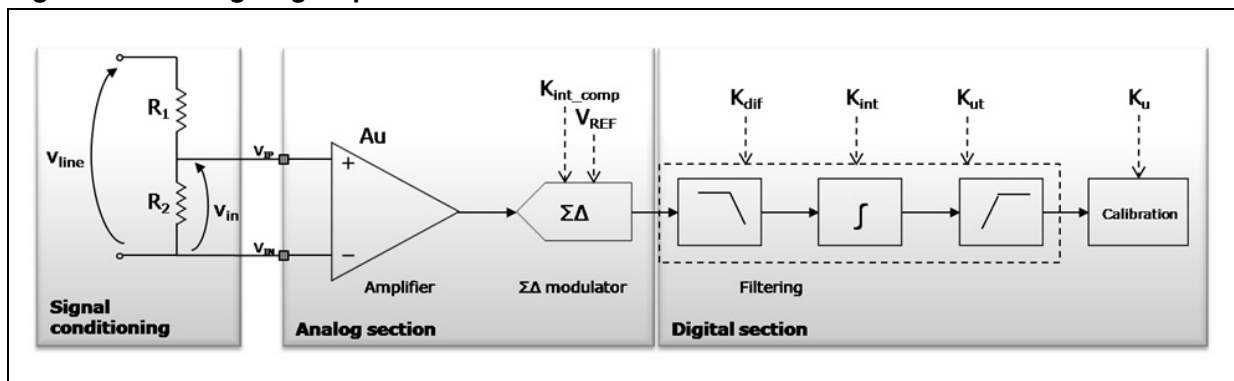 R1
Vline
R2
Vin
Signal
conditioning
VIP
VIN
Au
+
−
Amplifier
Kint_comp
VREF
ΣΔ
ΣΔ modulator
Analog section
Kdif
Kint
Kut
∫
Filtering
Ku
Calibration
Digital section